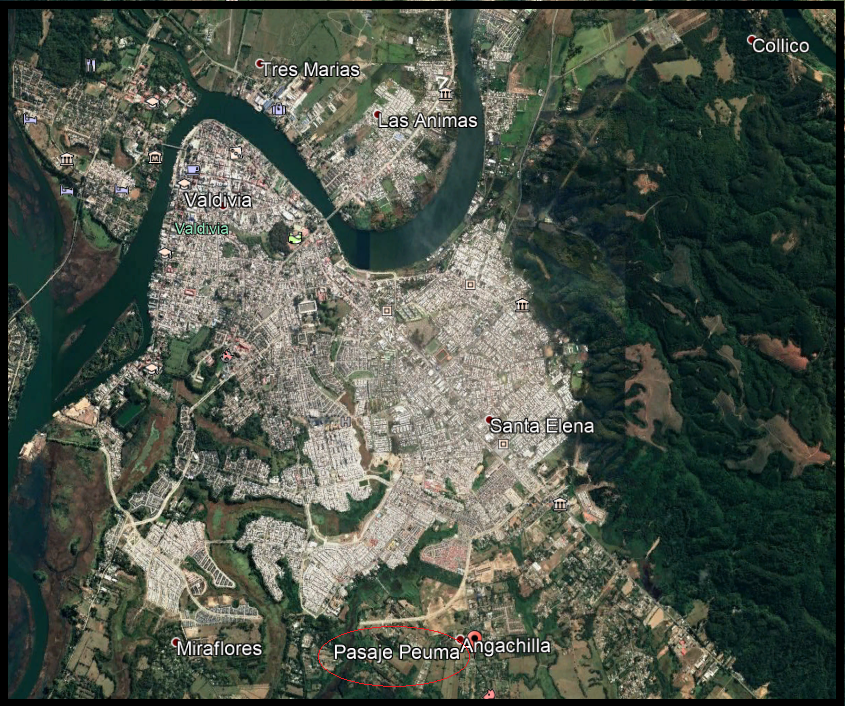 Collico
Tres Marias
Las Animas
Valdivia
Valdivia
Santa Elena
Miraflores
Pasaje Peuma
Angachilla